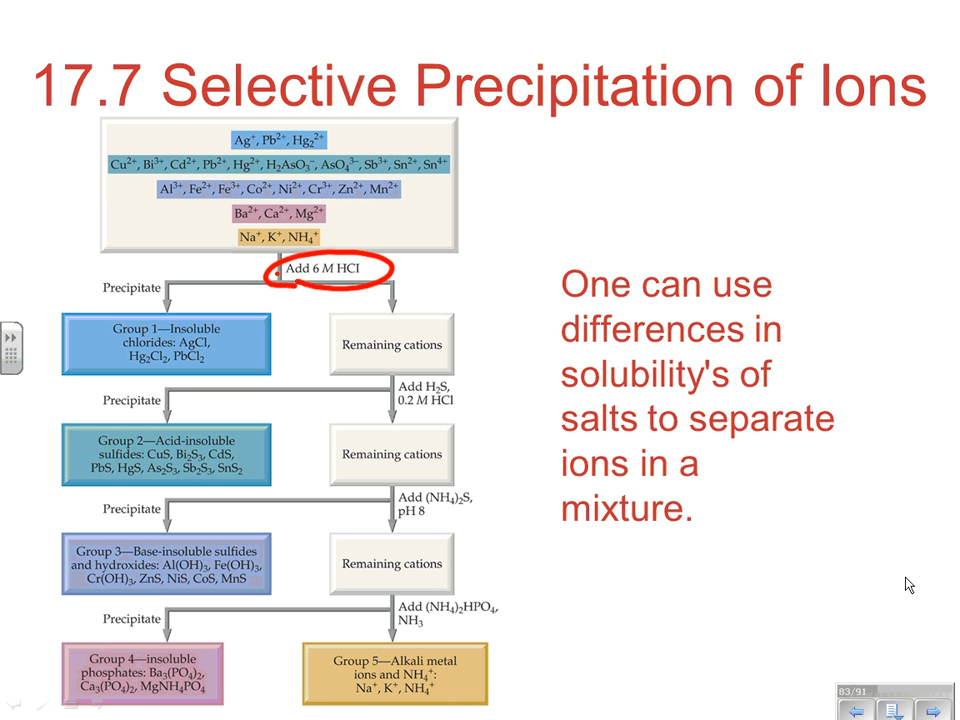 17.7 Selective Precipitation of Ions
Ag⁺, Pb²⁺, Hg₂²⁺
Cu²⁺, Bi³⁺, Cd²⁺, Pb²⁺, Hg²⁺, H₂AsO₃⁻, AsO₄³⁻, Sb³⁺, Sn²⁺, Sn⁴⁺
Al³⁺, Fe²⁺, Fe³⁺, Co²⁺, Ni²⁺, Cr³⁺, Zn²⁺, Mn²⁺
Ba²⁺, Ca²⁺, Mg²⁺
Na⁺, K⁺, NH₄⁺
Add 6 M HCl
Precipitate
Group 1—Insoluble
chlorides: AgCl,
Hg₂Cl₂, PbCl₂
Remaining cations
Add H₂S,
0.2 M HCl
Precipitate
Group 2—Acid-insoluble
sulfides: CuS, Bi₂S₃, CdS,
PbS, HgS, As₂S₃, Sb₂S₃, SnS₂
Remaining cations
Add (NH₄)₂S,
pH 8
Precipitate
Group 3—Base-insoluble sulfides
and hydroxides: Al(OH)₃, Fe(OH)₃,
Cr(OH)₃, ZnS, NiS, CoS, MnS
Remaining cations
Add (NH₄)₂HPO₄,
NH₃
Precipitate
Group 4—insoluble
phosphates: Ba₃(PO₄)₂,
Ca₃(PO₄)₂, MgNH₄PO₄
Group 5—Alkali metal
ions and NH₄⁺:
Na⁺, K⁺, NH₄⁺
One can use
differences in
solubility's of
salts to separate
ions in a
mixture.
83/91